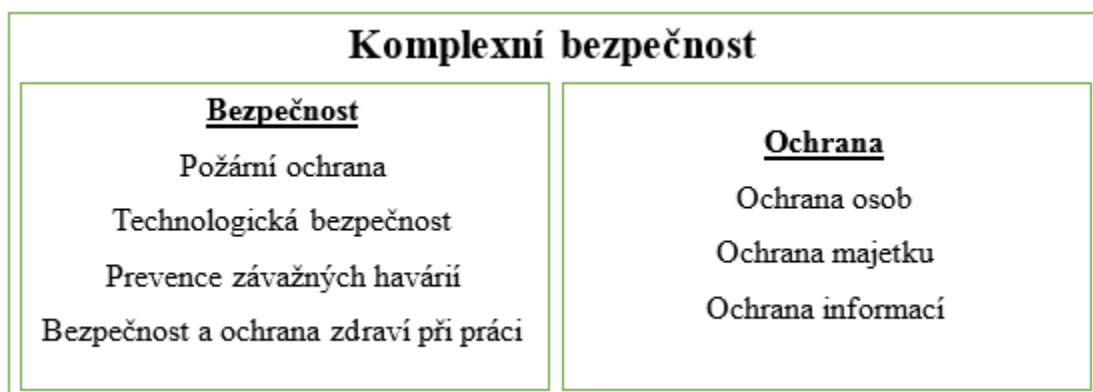 Komplexní bezpečnost
Bezpečnost
Požární ochrana
Technologická bezpečnost
Prevence závažných havárií
Bezpečnost a ochrana zdraví při práci
Ochrana
Ochrana osob
Ochrana majetku
Ochrana informací